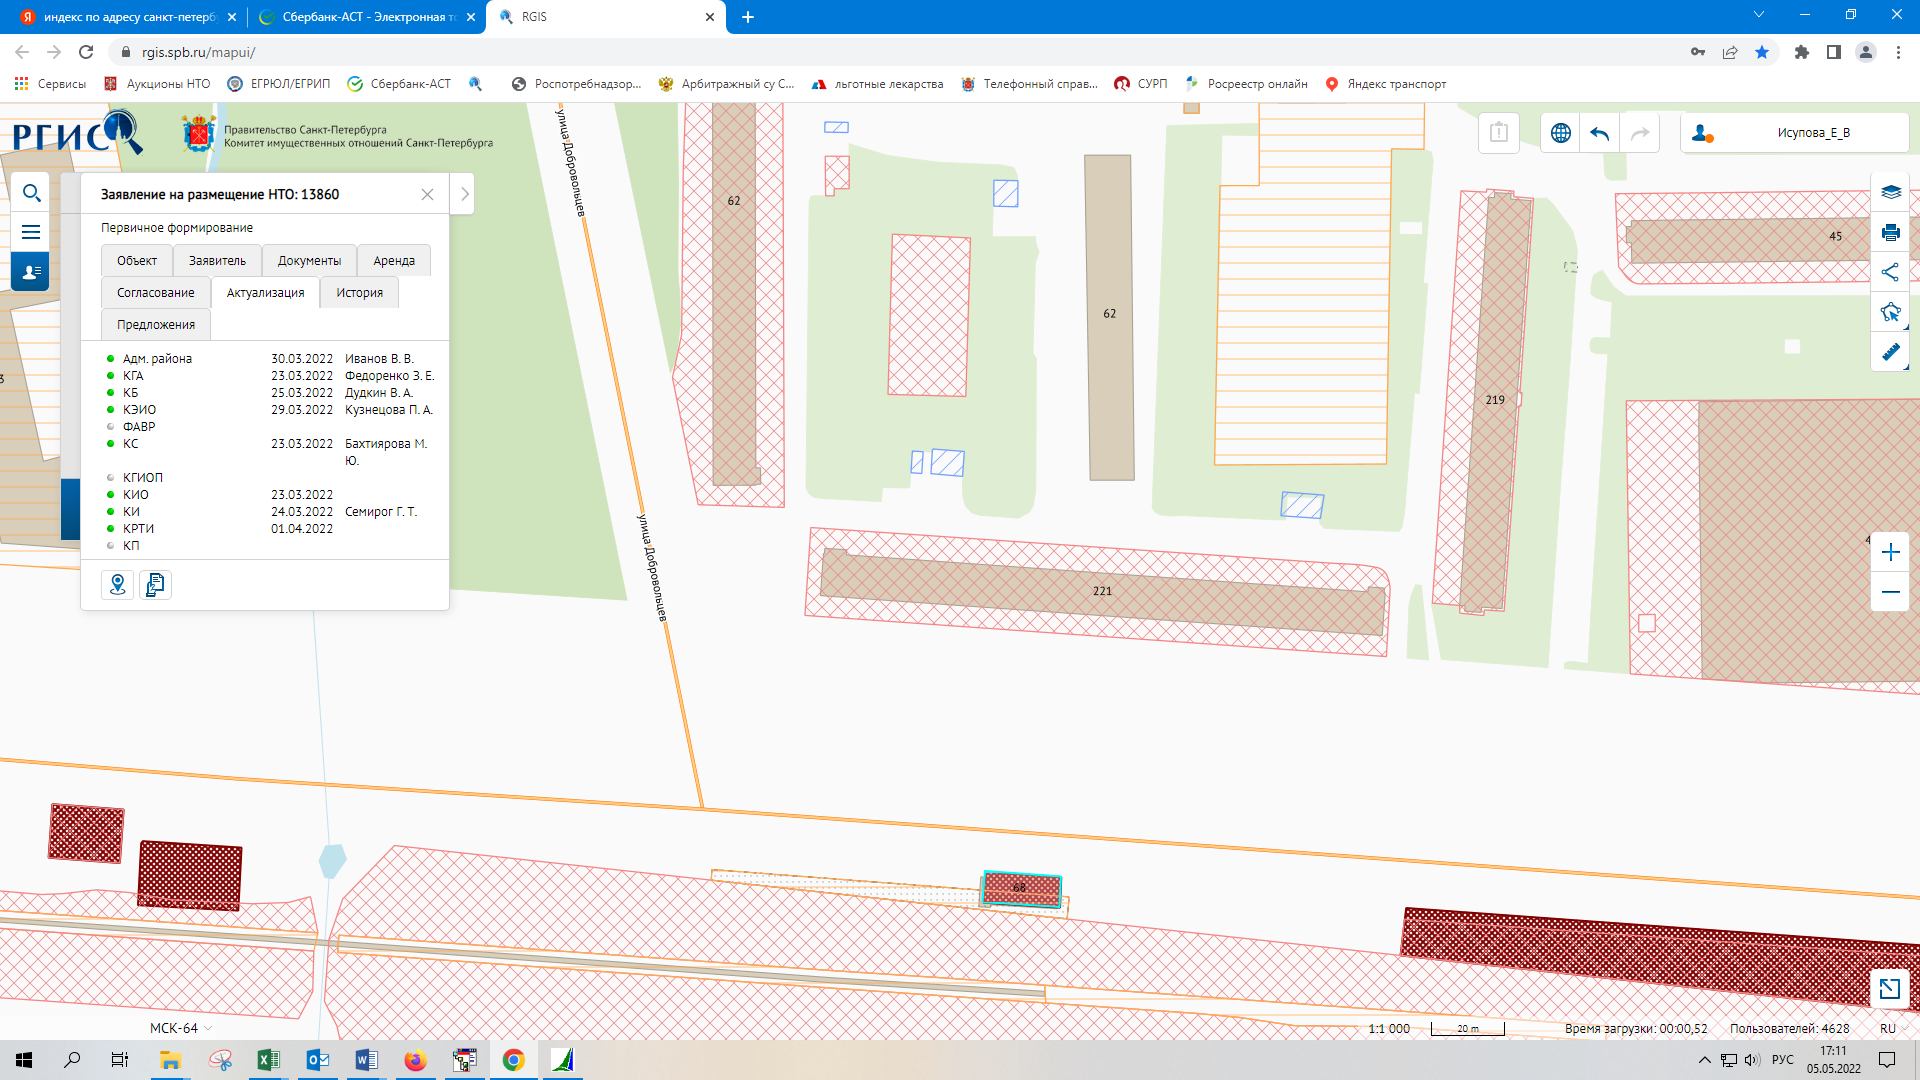 индекс по адресу санкт-петерб
Сбербанк-АСТ - Электронная то
RGIS
rgis.spb.ru/mapui/
Сервисы
Аукционы НТО
ЕГРЮЛ/ЕГРИП
Сбербанк-АСТ
Роспотребнадзор...
Арбитражный су С...
льготные лекарства
Телефонный справ...
СУРП
Росреестр онлайн
Яндекс транспорт
РГИС
Правительство Санкт-Петербурга
Комитет имущественных отношений Санкт-Петербурга
Исупова_Е_В
Заявление на размещение НТО: 13860
Первичное формирование
Объект Заявитель Документы Аренда
Согласование Актуализация История
Предложения
Адм. района 30.03.2022 Иванов В. В.
КГА 23.03.2022 Федоренко З. Е.
КБ 25.03.2022 Дудкин В. А.
КЭИО 29.03.2022 Кузнецова П. А.
ФАВР
КС 23.03.2022 Бахтиярова М.
Ю.
КГИОП
КИО 23.03.2022
КИ 24.03.2022 Семирог Г. Т.
КРТИ 01.04.2022
КП
улица Добровольцев
улица Добровольцев
62
62
219
45
221
68
МСК-64
1:1 000
20 m
Время загрузки: 00:00,52
Пользователей: 4628
RU
РУС
17:11
05.05.2022